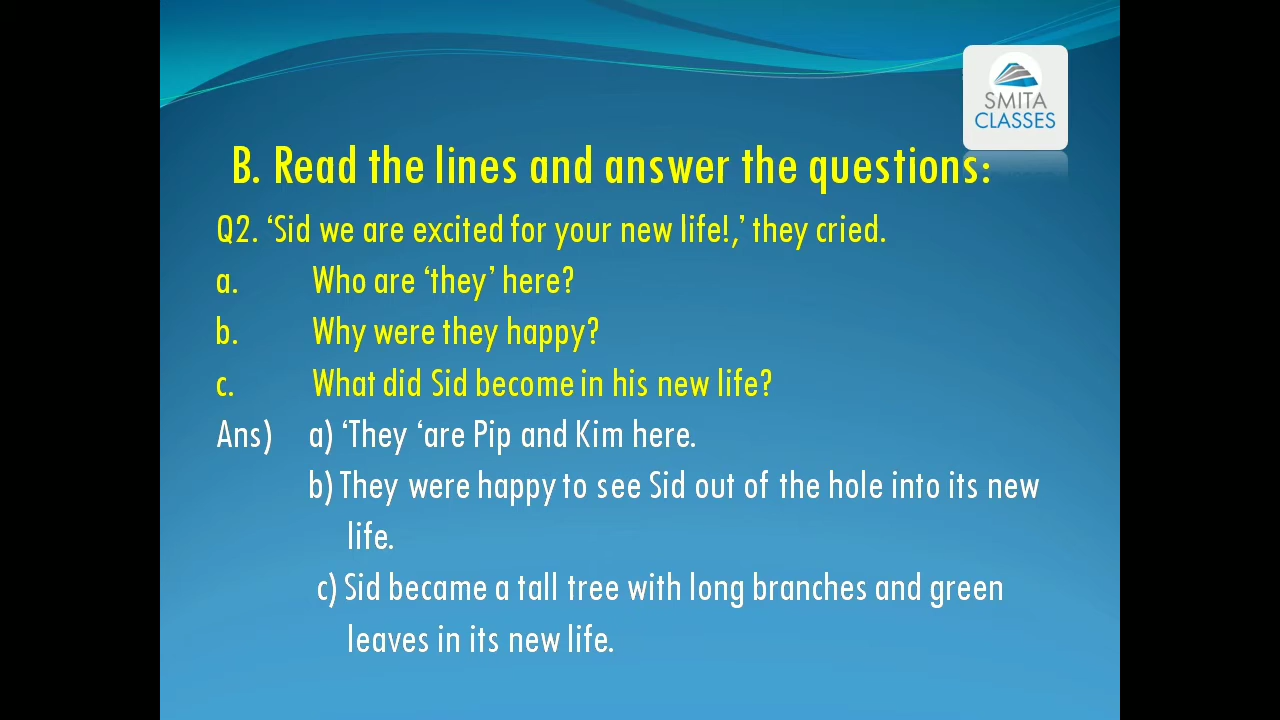 SMITA
CLASSES
B. Read the lines and answer the questions:
Q2. ‘Sid we are excited for your new life!,’ they cried.
a. Who are ‘they’ here?
b. Why were they happy?
c. What did Sid become in his new life?
Ans) a) ‘They ‘are Pip and Kim here.
b) They were happy to see Sid out of the hole into its new
life.
c) Sid became a tall tree with long branches and green
leaves in its new life.